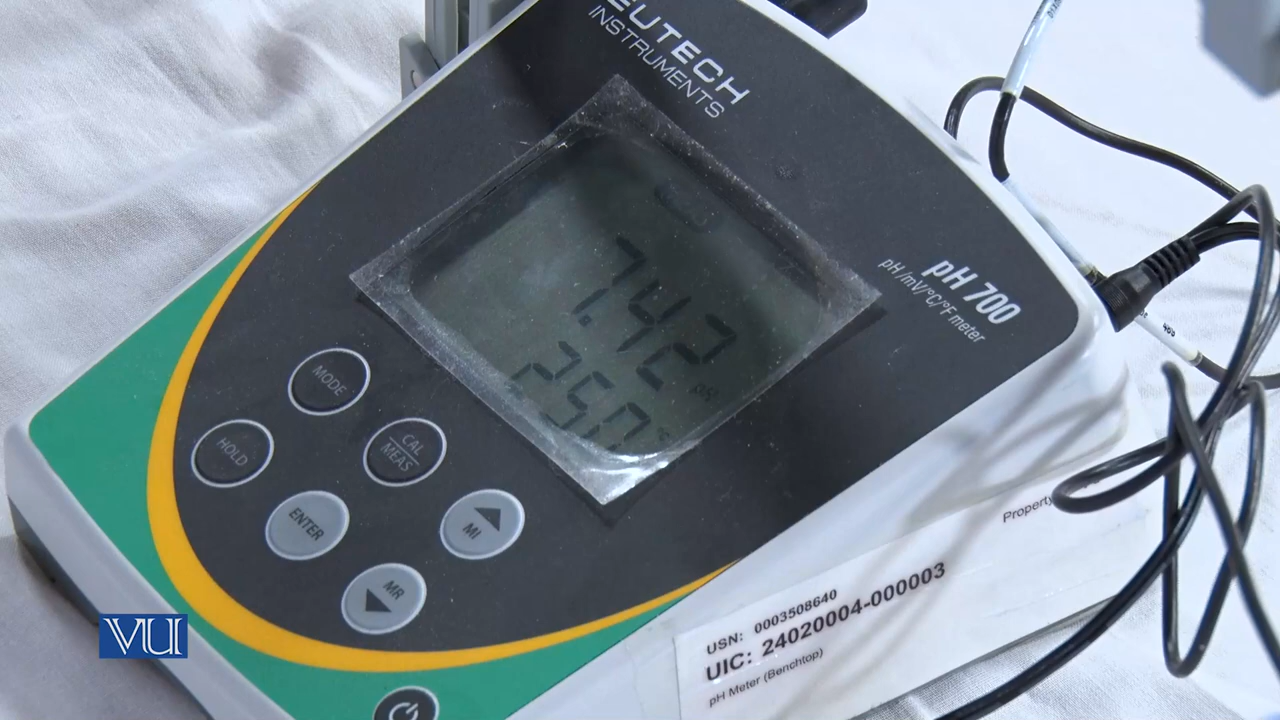 EUTECH
INSTRUMENTS
7.42
pH
25.0
pH 700
pH/mV/°C/°F meter
MODE
HOLD
CAL
MEAS
ENTER
MI
MR
Property
USN: 0003508640
UIC: 24020004-000003
pH Meter (Benchtop)
VU